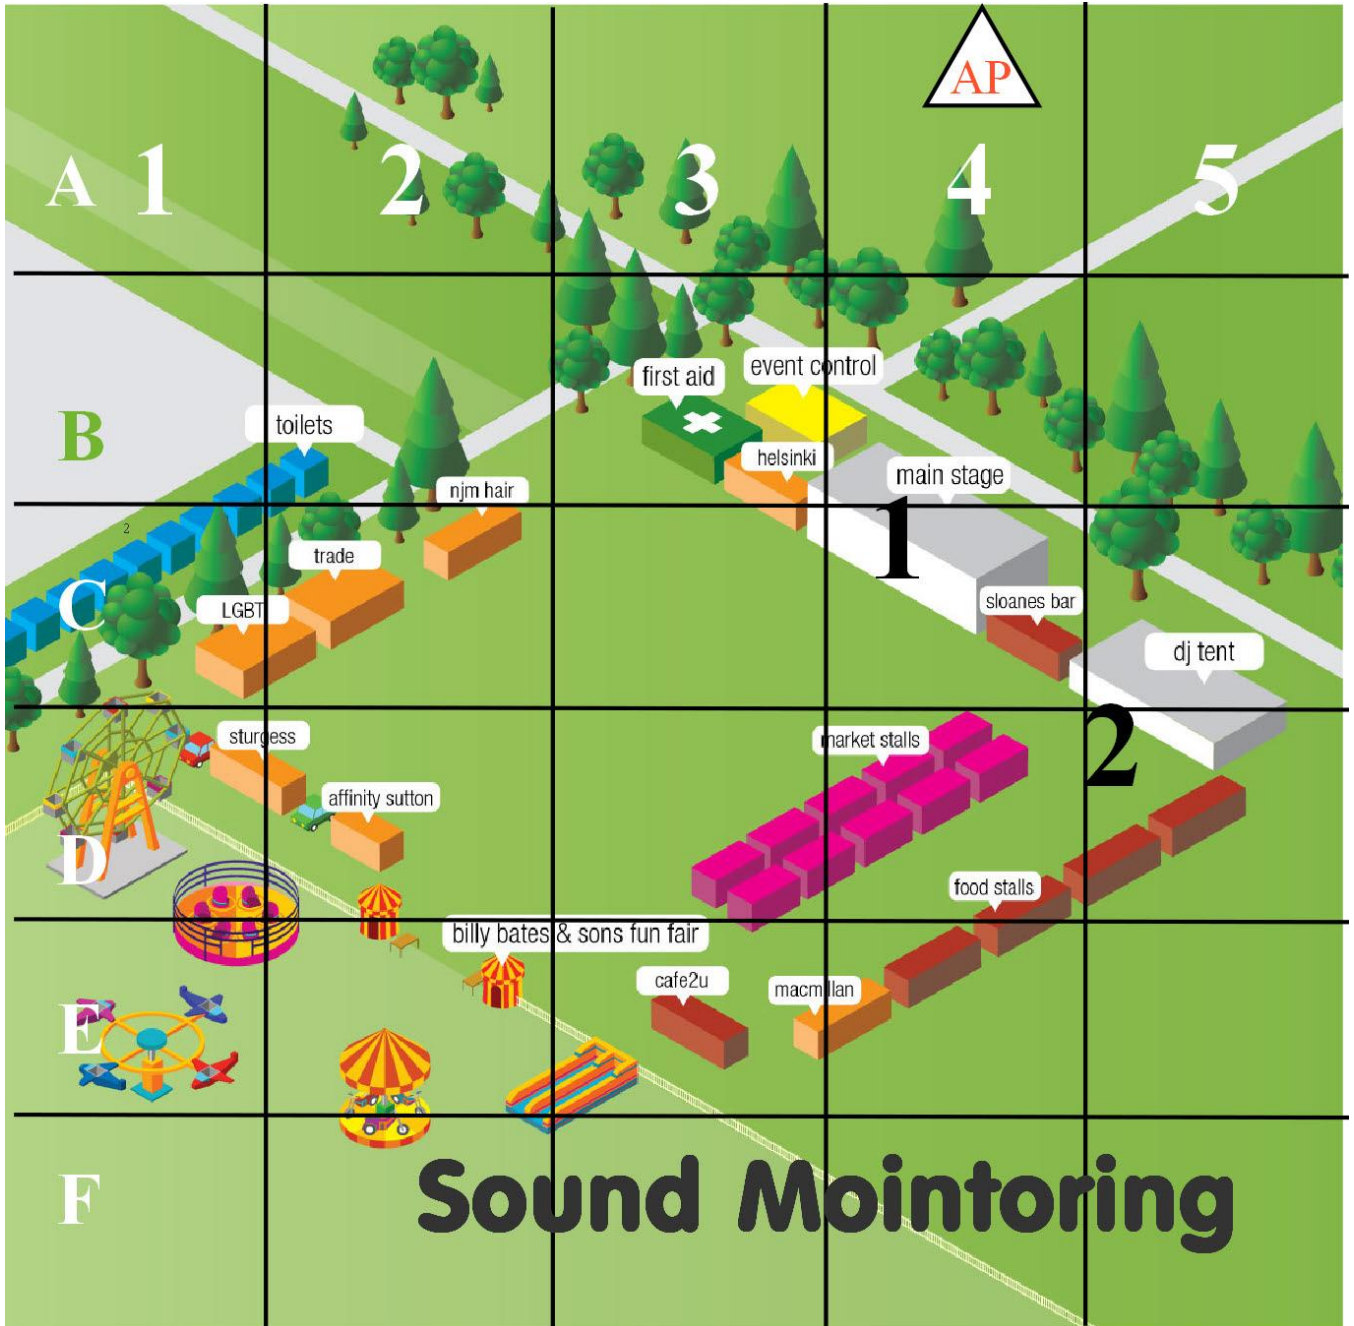 AP
A 1 2 3 4 5
B
first aid
event control
toilets
helsinki
main stage
njm hair
1
2
trade
C
LGBT
sloanes bar
dj tent
2
sturgess
market stalls
affinity sutton
D
food stalls
billy bates & sons fun fair
cafe2u
macmillan
E
F
Sound Mointoring